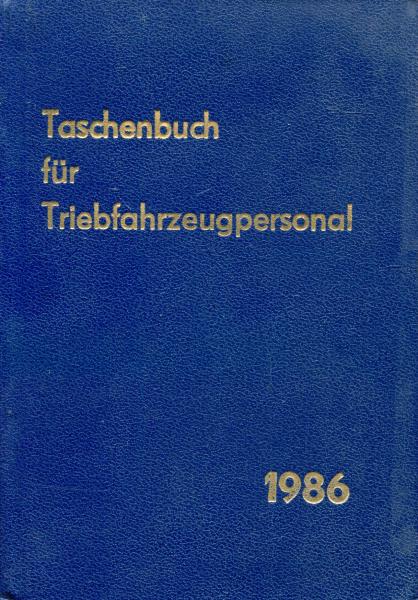 Taschenbuch
für
Triebfahrzeugpersonal
1986